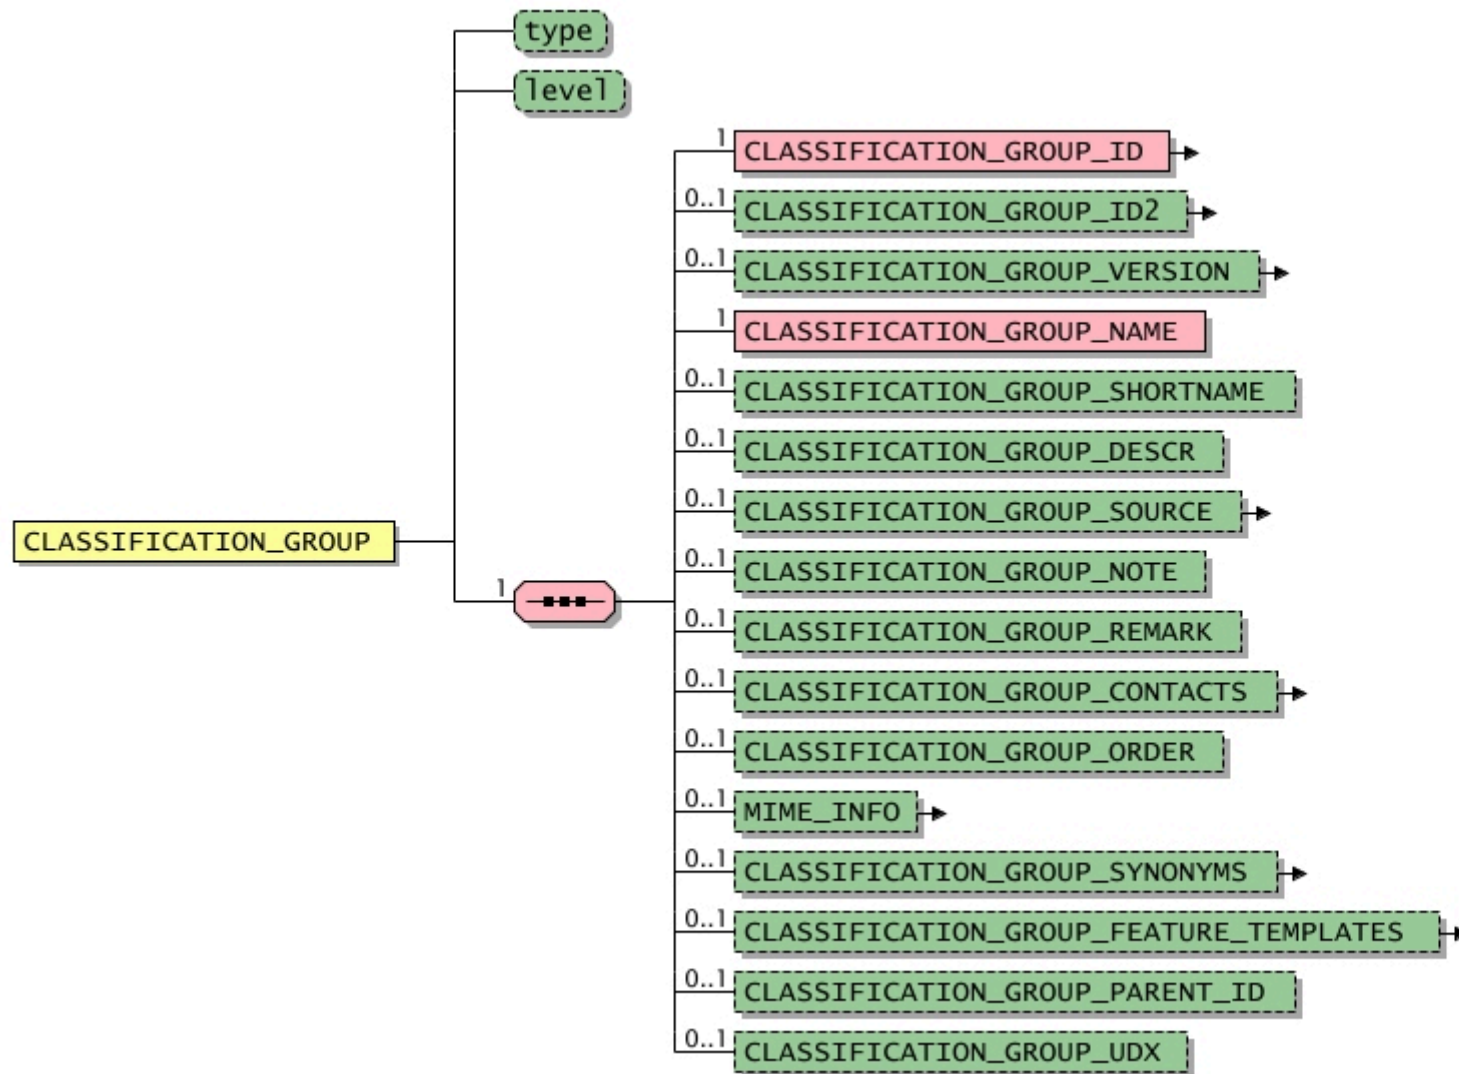 type
level
1 CLASSIFICATION_GROUP_ID
0..1 CLASSIFICATION_GROUP_ID2
0..1 CLASSIFICATION_GROUP_VERSION
1 CLASSIFICATION_GROUP_NAME
0..1 CLASSIFICATION_GROUP_SHORTNAME
0..1 CLASSIFICATION_GROUP_DESCR
0..1 CLASSIFICATION_GROUP_SOURCE
CLASSIFICATION_GROUP
0..1 CLASSIFICATION_GROUP_NOTE
1
0..1 CLASSIFICATION_GROUP_REMARK
0..1 CLASSIFICATION_GROUP_CONTACTS
0..1 CLASSIFICATION_GROUP_ORDER
0..1 MIME_INFO
0..1 CLASSIFICATION_GROUP_SYNONYMS
0..1 CLASSIFICATION_GROUP_FEATURE_TEMPLATES
0..1 CLASSIFICATION_GROUP_PARENT_ID
0..1 CLASSIFICATION_GROUP_UDX